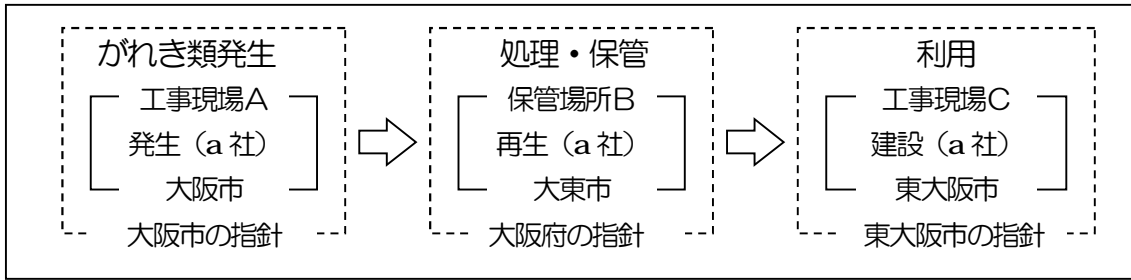 がれき類発生
工事現場A
発生（a社）
大阪市
大阪市の指針
処理・保管
保管場所B
再生（a社）
大東市
大阪府の指針
利用
工事現場C
建設（a社）
東大阪市
東大阪市の指針